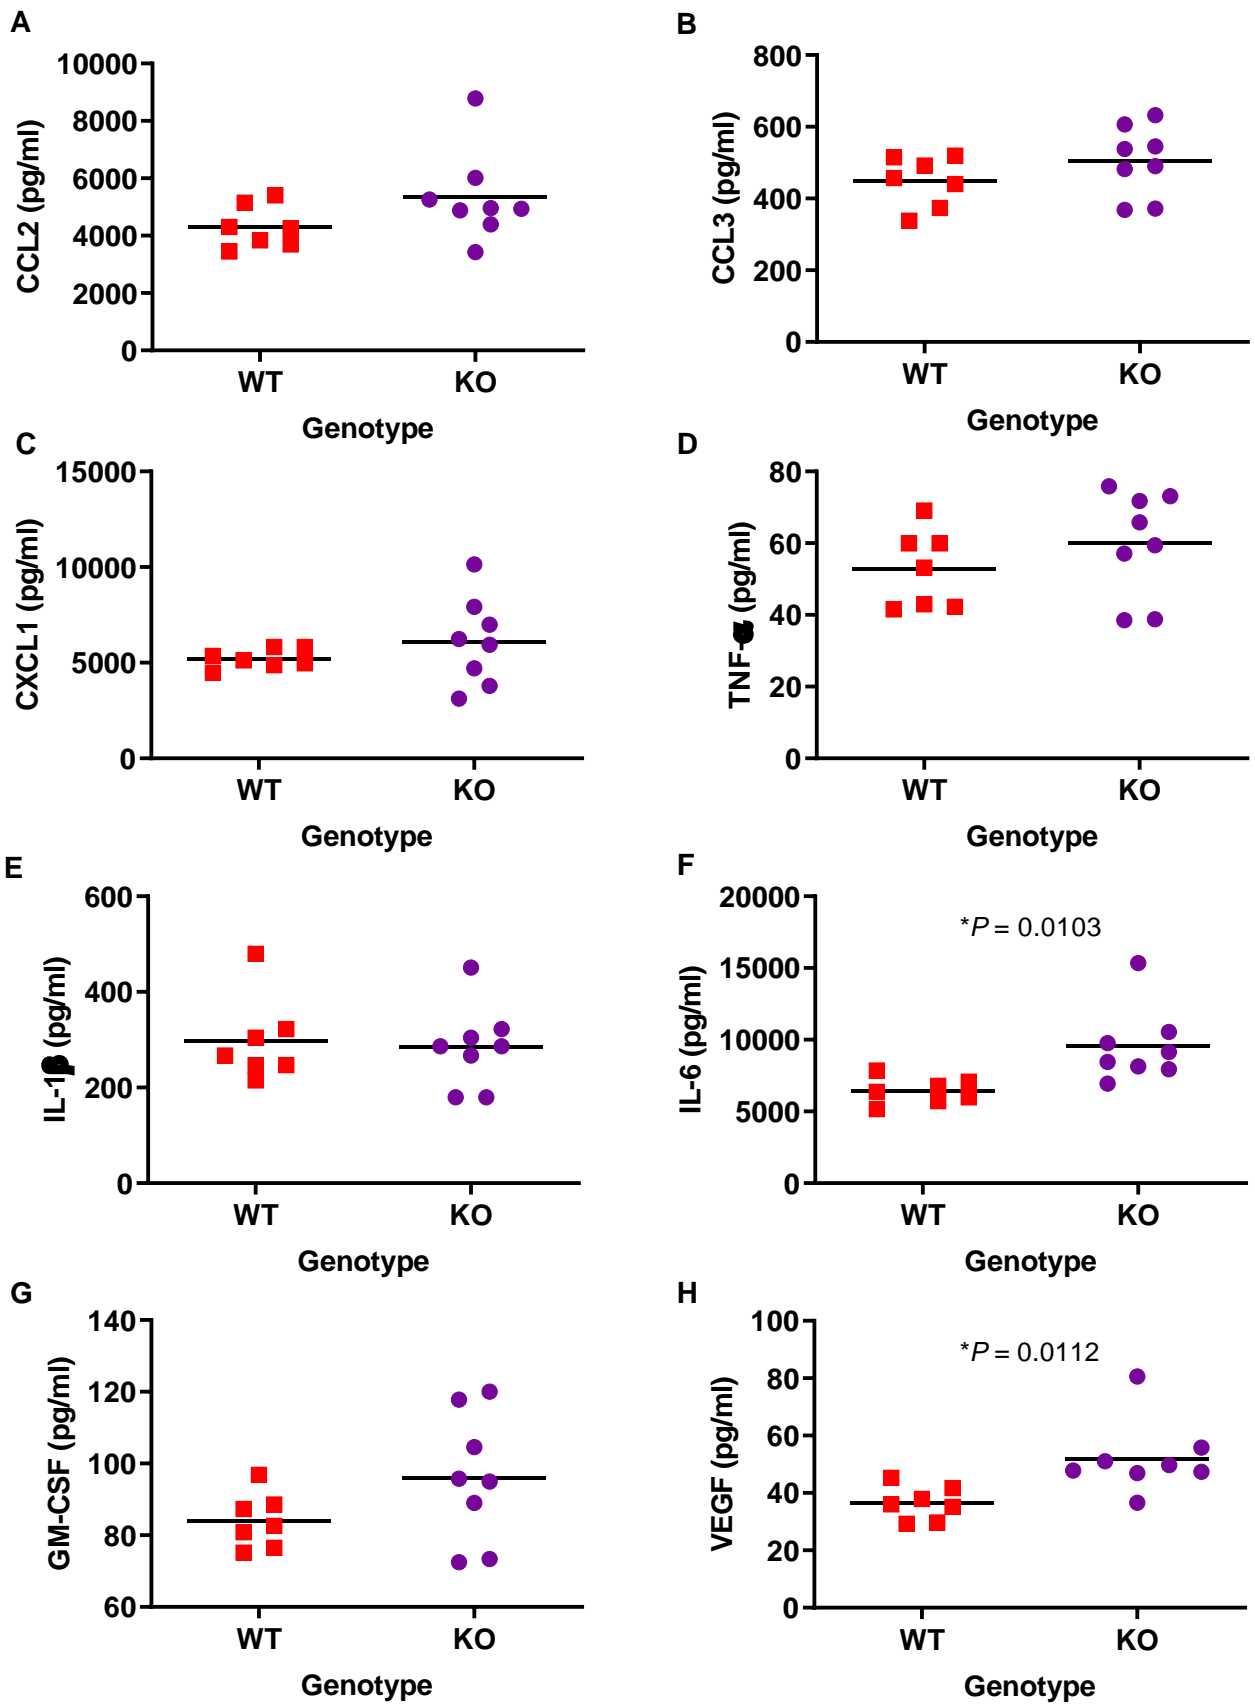 A
CCL2 (pg/ml)
10000
8000
6000
4000
2000
0
WT KO
Genotype
B
CCL3 (pg/ml)
800
600
400
200
0
WT KO
Genotype
C
CXCL1 (pg/ml)
15000
10000
5000
0
WT KO
Genotype
D
TNF-α (pg/ml)
80
60
40
20
0
WT KO
Genotype
E
IL-1β (pg/ml)
600
400
200
0
WT KO
Genotype
F
IL-6 (pg/ml)
20000
15000
10000
5000
0
*P = 0.0103
WT KO
Genotype
G
GM-CSF (pg/ml)
140
120
100
80
60
WT KO
Genotype
H
VEGF (pg/ml)
100
80
60
40
20
0
*P = 0.0112
WT KO
Genotype